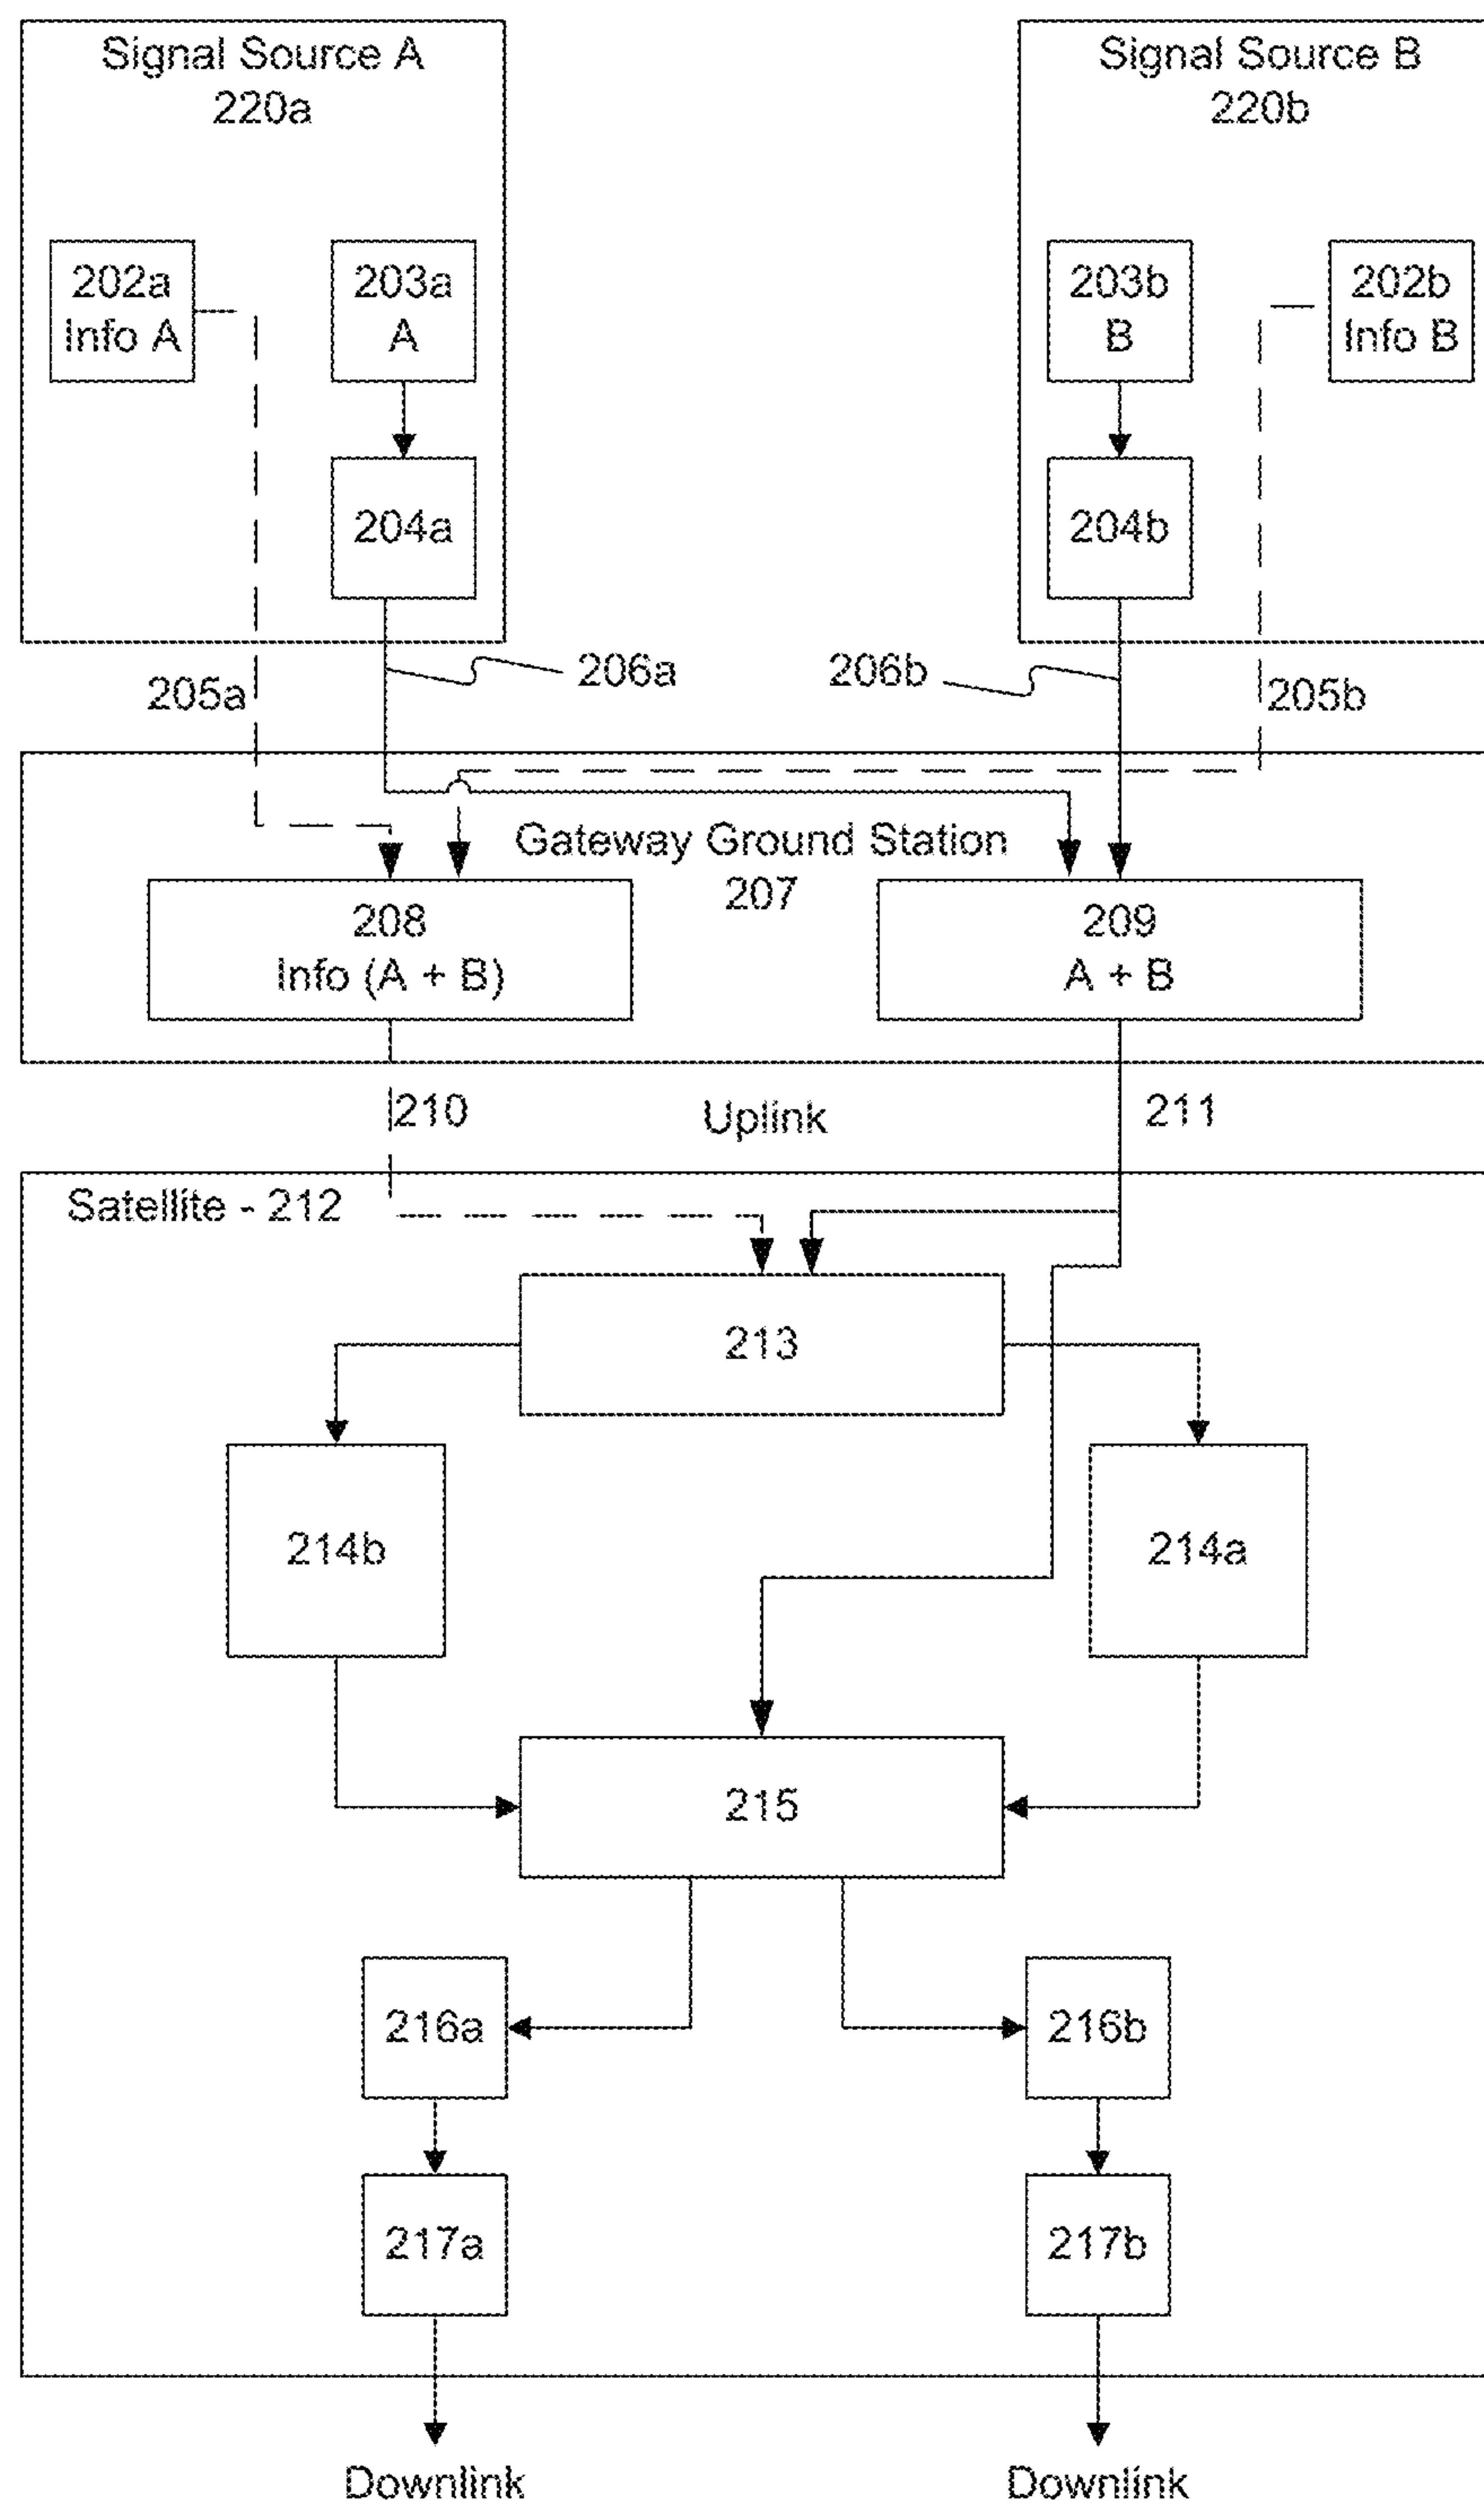 Signal Source A
220a
Signal Source B
220b
202a
Info A
203a
A
203b
B
202b
Info B
204a
204b
206a
206b
205a
205b
Gateway Ground Station
207
208
Info (A + B)
209
A + B
210
Uplink
211
Satellite - 212
213
214b
214a
215
216a
216b
217a
217b
Downlink
Downlink